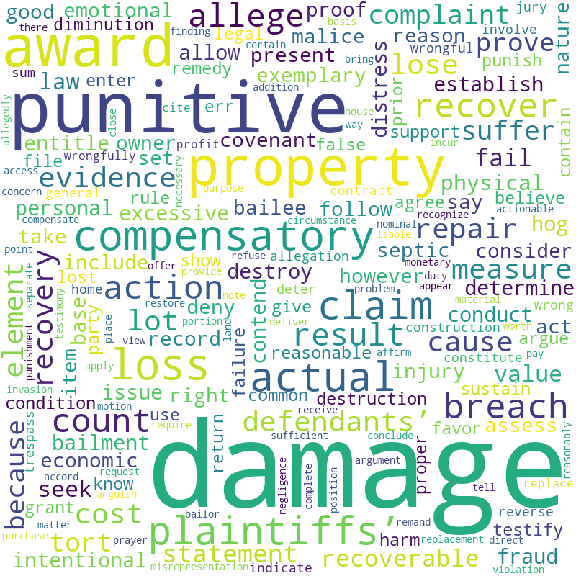 good emotional allege proof complaint jury nature
there diminution legal basis reason involve
award finding malice certain wrongful prove
sum law allow present bring punish
enter remedy exemplary lose
allegedly close addition cite err distress prior establish
punitive house way recover
entitle owner profit covenant false support incur suffer contain
file wrongfully set
access evidence necessary property fail
concern general purpose contract physical
personal rule bailee follow agree say believe
compensate excessive circumstance recognize actionable
point take compensatory nominal liable repair hog
include show refuse allegation septic consider
separate home lost offer destroy monetary duty measure
punishment testimony provide deter however appear determine
element recovery action note problem claim material wrong
restore deny give conduct act
place portion lane construction worth
item base party lot view record deliver contend result cause argue
loss reasonable affirm constitute pay
apply failure actual injury value
invasion issue right destruction sustain
condition motion use common receive breach
trespass because count require defendants’ favor assess
economic bailment return sufficient conclude proper
seek know negligence complete argument position tell reasonably
request damage replace
grant cost accord
anguish plaintiffs’ reverse
matter bailor remand testify
purchase tort prayer statement harm replacement direct
intentional misrepresentation indicate recoverable fraud violation